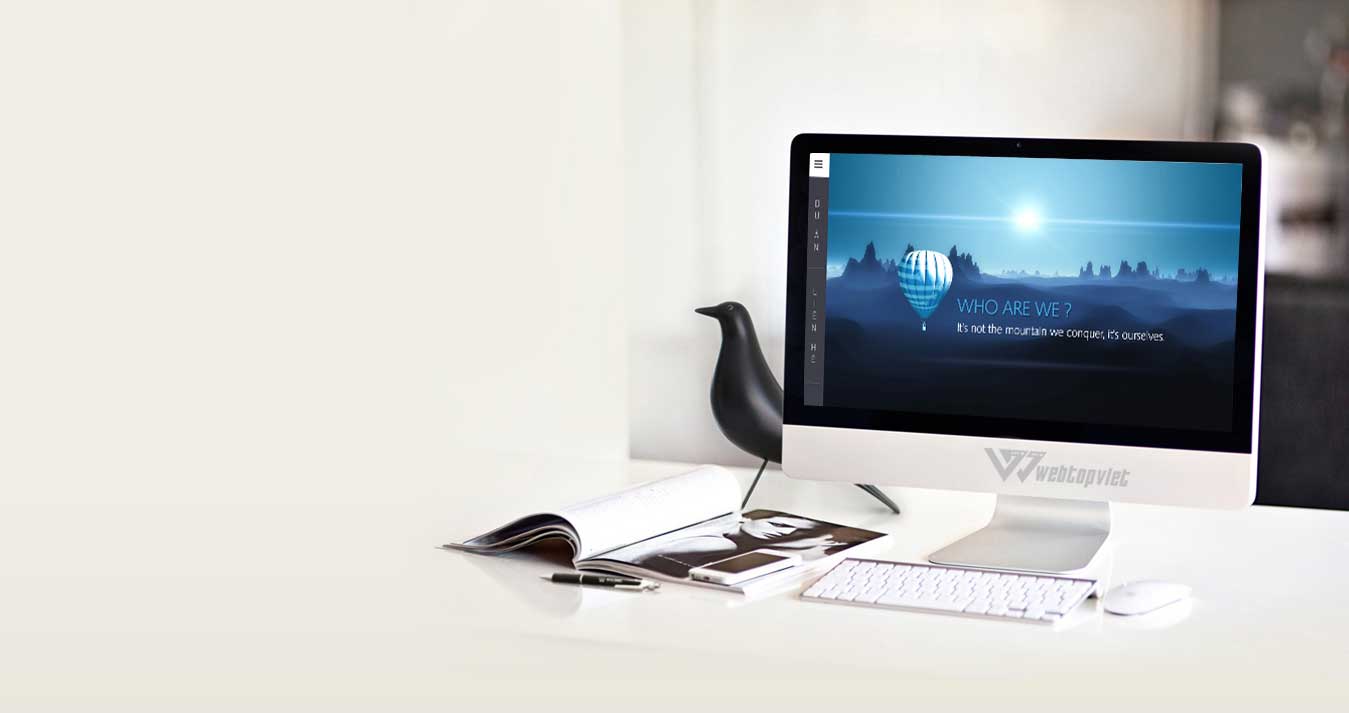 DU AN
LIEN HE
WHO ARE WE ?
It's not the mountain we conquer, it's ourselves.
webtopviet